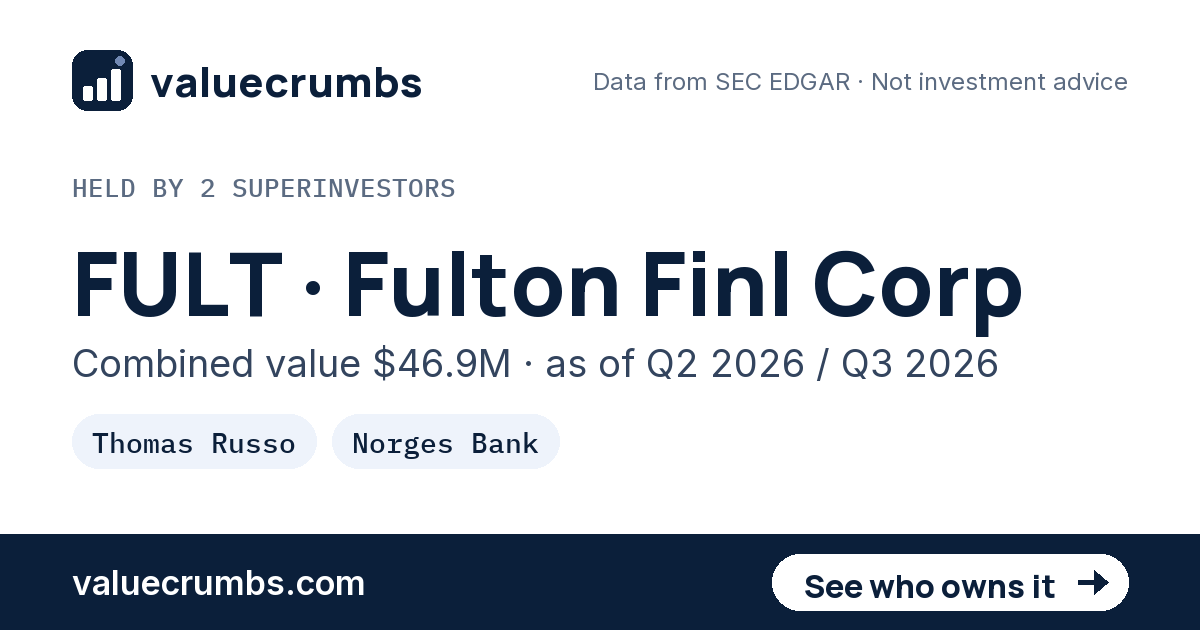 valuecrumbs
Data from SEC EDGAR · Not investment advice
HELD BY 2 SUPERINVESTORS
FULT · Fulton Finl Corp
Combined value $46.9M · as of Q2 2026 / Q3 2026
Thomas Russo
Norges Bank
valuecrumbs.com
See who owns it →